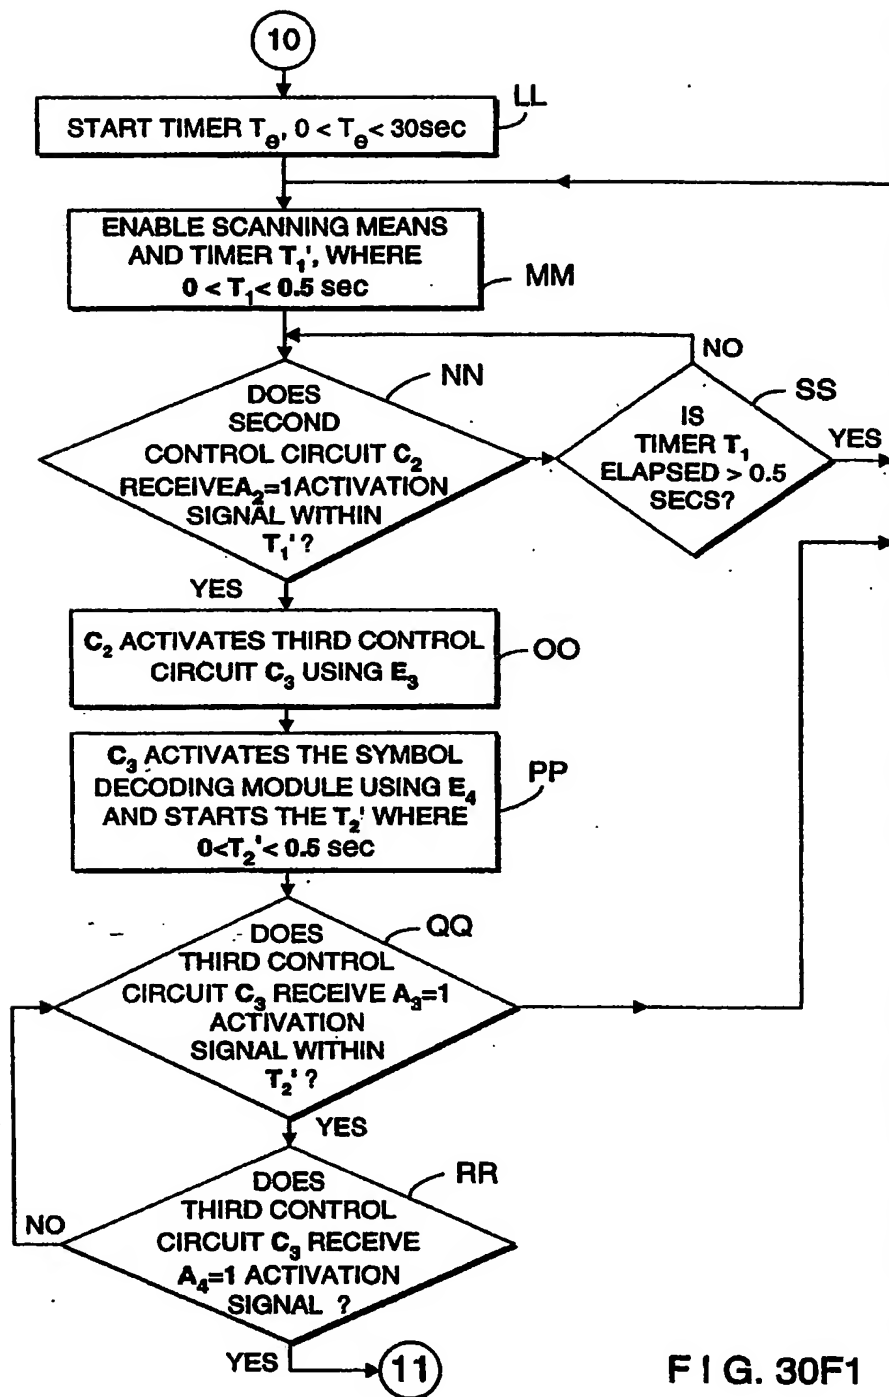 10
START TIMER Tₑ, 0 < Tₑ < 30sec
LL
ENABLE SCANNING MEANS
AND TIMER T₁', WHERE
0 < T₁ < 0.5 sec
MM
DOES
SECOND
CONTROL CIRCUIT C₂
RECEIVEA₂=1ACTIVATION
SIGNAL WITHIN
T₁' ?
NN
YES
NO
IS
TIMER T₁
ELAPSED > 0.5
SECS?
SS
YES
C₂ ACTIVATES THIRD CONTROL
CIRCUIT C₃ USING E₃
OO
C₃ ACTIVATES THE SYMBOL
DECODING MODULE USING E₄
AND STARTS THE T₂' WHERE
0<T₂'< 0.5 sec
PP
DOES
THIRD CONTROL
CIRCUIT C₃ RECEIVE A₃=1
ACTIVATION
SIGNAL WITHIN
T₂' ?
QQ
YES
DOES
THIRD CONTROL
CIRCUIT C₃ RECEIVE
A₄=1 ACTIVATION
SIGNAL ?
RR
NO
YES
11
FIG. 30F1